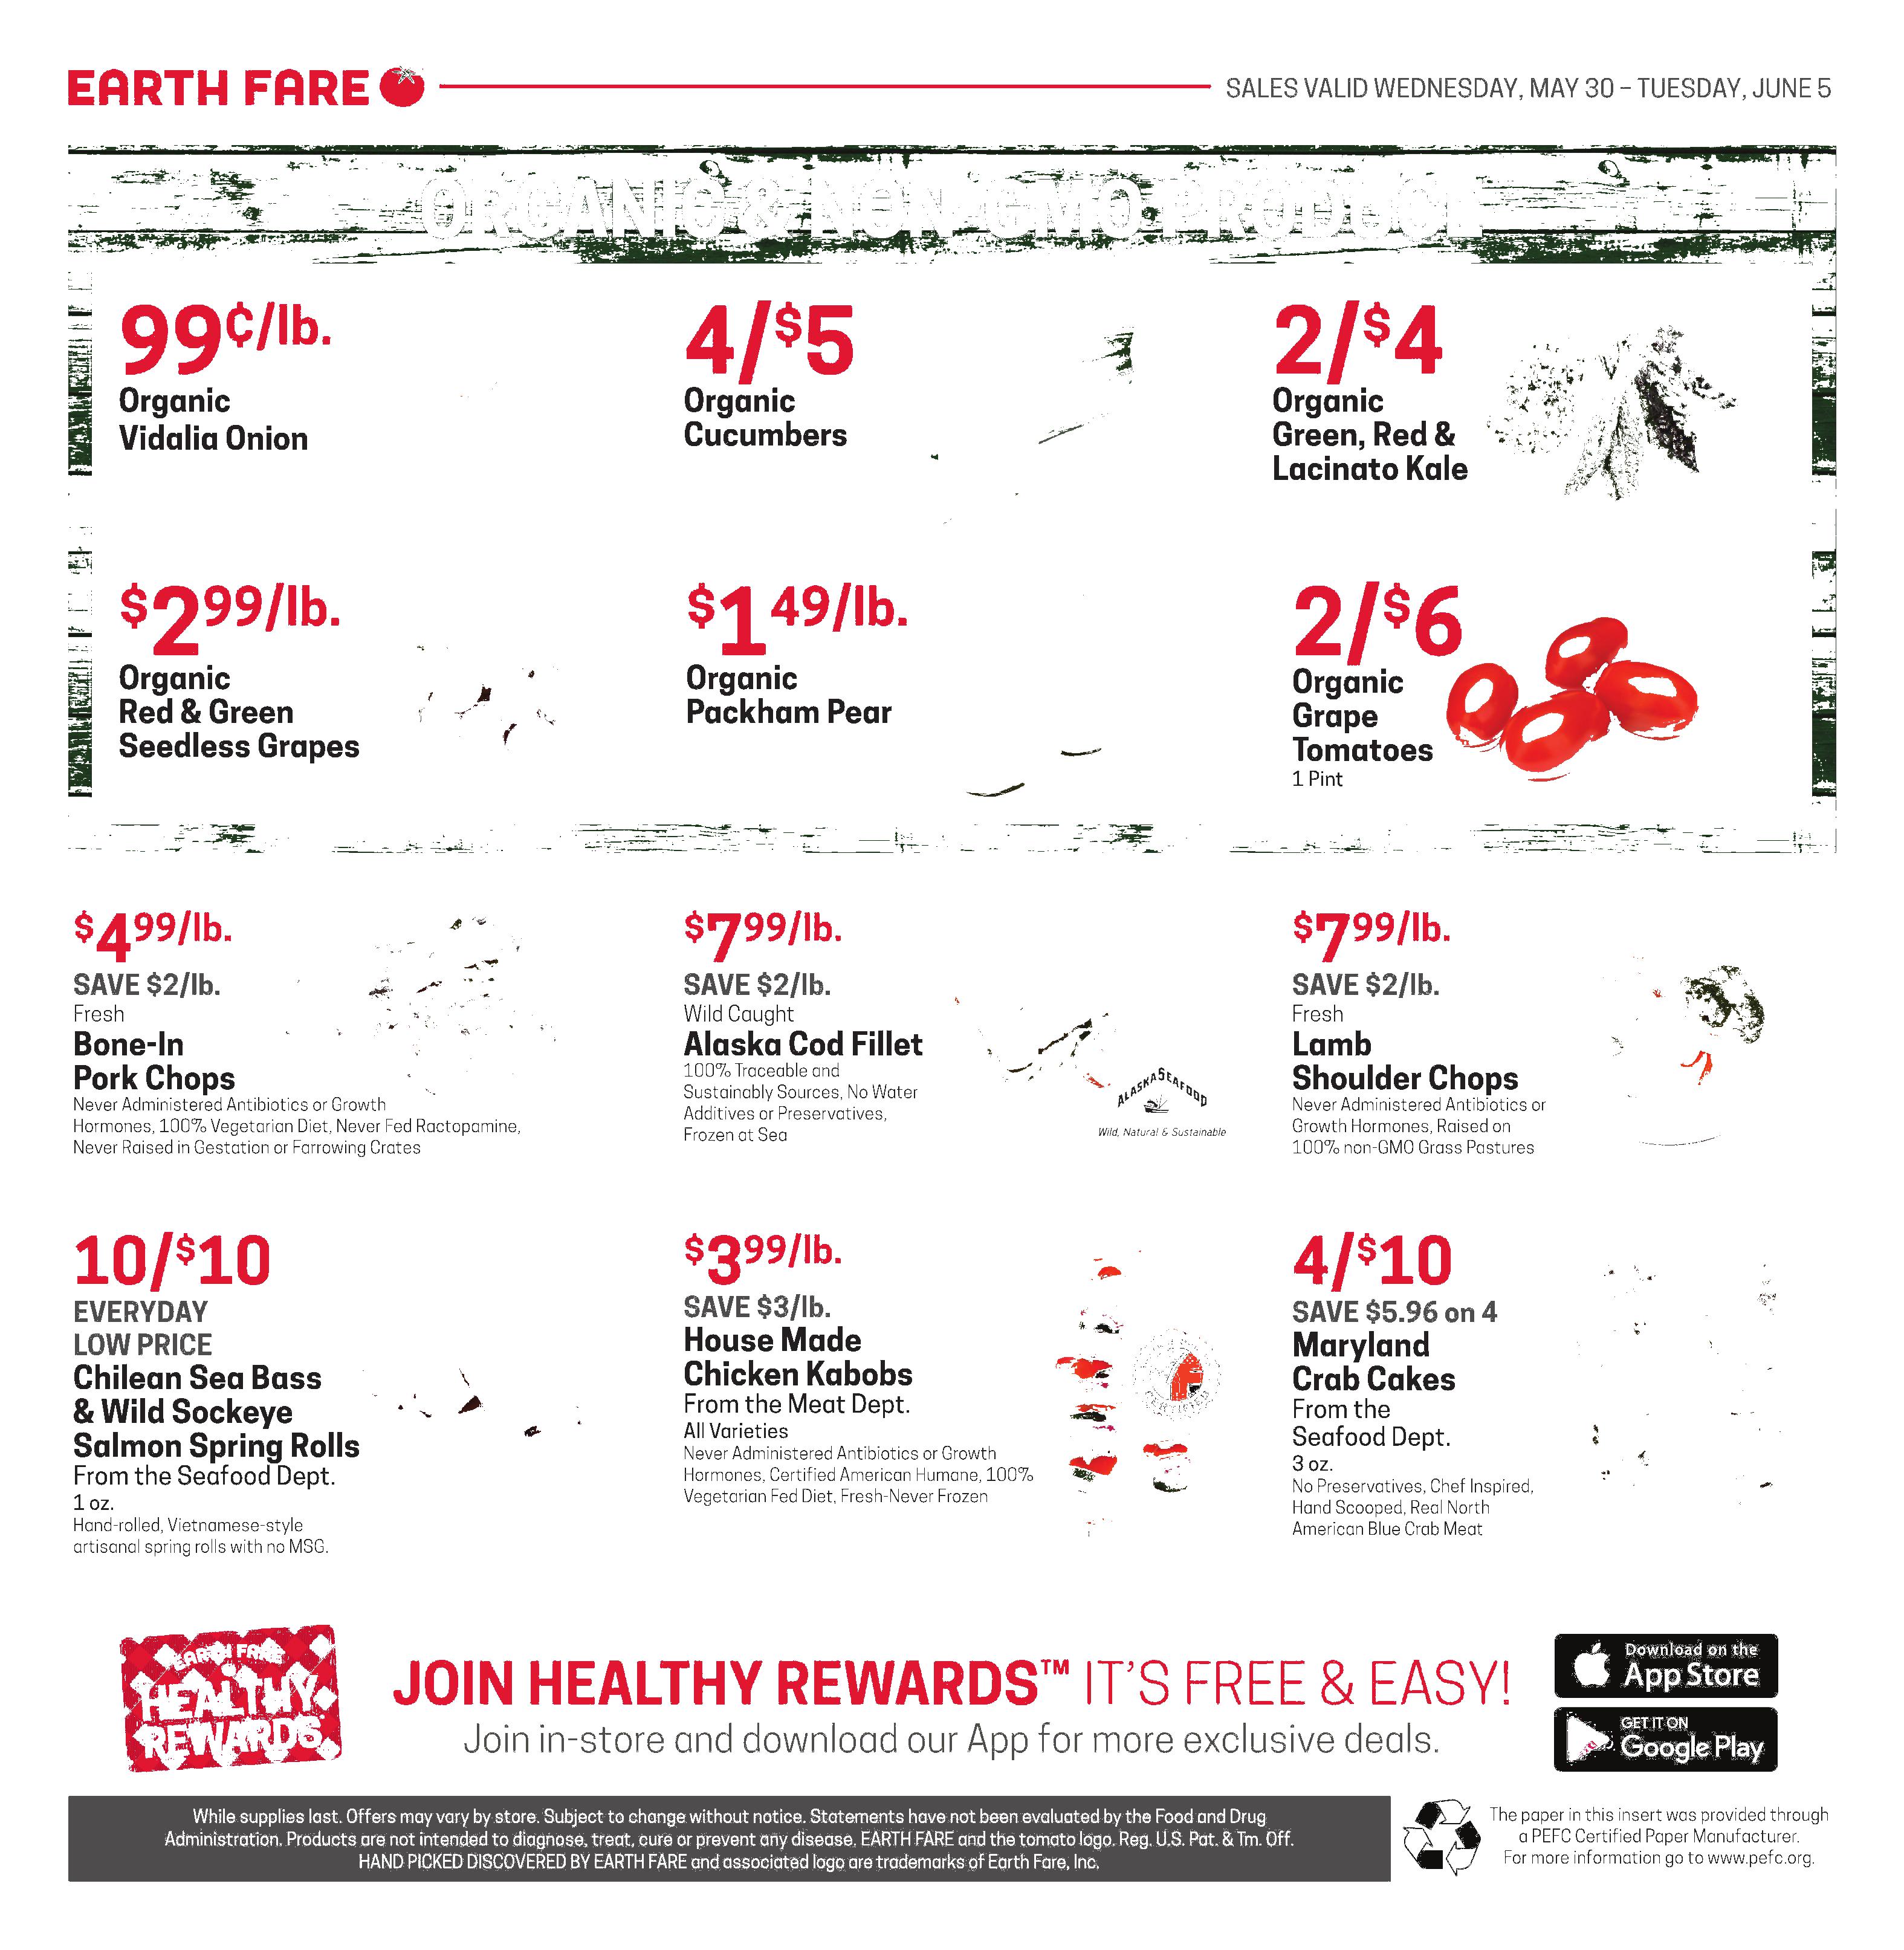 EARTH FARE
SALES VALID WEDNESDAY, MAY 30 – TUESDAY, JUNE 5
ORGANIC & NON-GMO PRODUCE
99¢/lb.
Organic
Vidalia Onion
4/$5
Organic
Cucumbers
2/$4
Organic
Green, Red &
Lacinato Kale
$2 99/lb.
Organic
Red & Green
Seedless Grapes
$1 49/lb.
Organic
Packham Pear
2/$6
Organic
Grape
Tomatoes
1 Pint
$4 99/lb.
SAVE $2/lb.
Fresh
Bone-In
Pork Chops
Never Administered Antibiotics or Growth
Hormones, 100% Vegetarian Diet, Never Fed Ractopamine,
Never Raised in Gestation or Farrowing Crates
$7 99/lb.
SAVE $2/lb.
Wild Caught
Alaska Cod Fillet
100% Traceable and
Sustainably Sources, No Water
Additives or Preservatives,
Frozen at Sea
ALASKA SEAFOOD
Wild, Natural & Sustainable
$7 99/lb.
SAVE $2/lb.
Fresh
Lamb
Shoulder Chops
Never Administered Antibiotics or
Growth Hormones, Raised on
100% non-GMO Grass Pastures
10/$10
EVERYDAY
LOW PRICE
Chilean Sea Bass
& Wild Sockeye
Salmon Spring Rolls
From the Seafood Dept.
1 oz.
Hand-rolled, Vietnamese-style
artisanal spring rolls with no MSG.
$3 99/lb.
SAVE $3/lb.
House Made
Chicken Kabobs
From the Meat Dept.
All Varieties
Never Administered Antibiotics or Growth
Hormones, Certified American Humane, 100%
Vegetarian Fed Diet, Fresh-Never Frozen
CERTIFIED
4/$10
SAVE $5.96 on 4
Maryland
Crab Cakes
From the
Seafood Dept.
3 oz.
No Preservatives, Chef Inspired,
Hand Scooped, Real North
American Blue Crab Meat
EARTH FARE
HEALTHY
REWARDS
JOIN HEALTHY REWARDS™ IT'S FREE & EASY!
Join in-store and download our App for more exclusive deals.
Download on the
App Store
GET IT ON
Google Play
While supplies last. Offers may vary by store. Subject to change without notice. Statements have not been evaluated by the Food and Drug
Administration. Products are not intended to diagnose, treat, cure or prevent any disease, EARTH FARE and the tomato logo. Reg. U.S. Pat. & Tm. Off.
HAND PICKED DISCOVERED BY EARTH FARE and associated logo are trademarks of Earth Fare, Inc.
The paper in this insert was provided through
a PEFC Certified Paper Manufacturer.
For more information go to www.pefc.org.